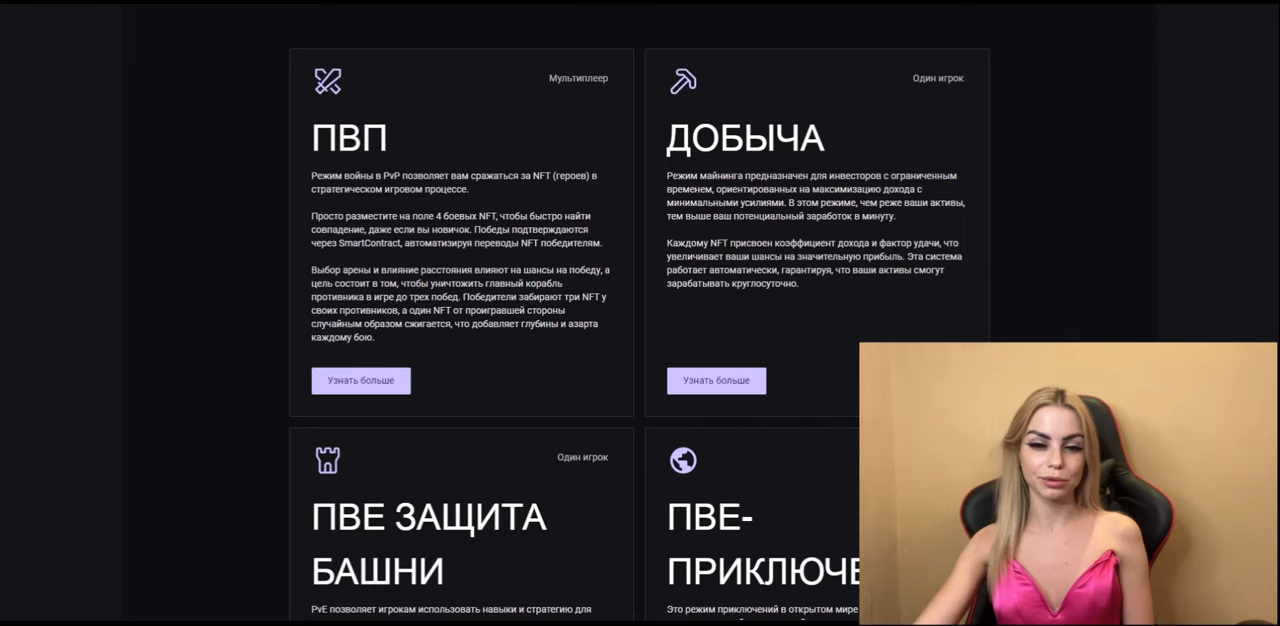 Мультиплеер
ПВП
Режим войны в PvP позволяет вам сражаться за NFT (героев) в
стратегическом игровом процессе.
Просто разместите на поле 4 боевых NFT, чтобы быстро найти
совпадение, даже если вы новичок. Победы подтверждаются
через SmartContract, автоматизируя переводы NFT победителям.
Выбор арены и влияние расстояния влияют на шансы на победу, а
цель состоит в том, чтобы уничтожить главный корабль
противника в игре до трех побед. Победители забирают три NFT у
своих противников, а один NFT от проигравшей стороны
случайным образом сжигается, что добавляет глубины и азарта
каждому бою.
Узнать больше
Один игрок
ДОБЫЧА
Режим майнинга предназначен для инвесторов с ограниченным
временем, ориентированных на максимизацию дохода с
минимальными усилиями. В этом режиме, чем реже ваши активы,
тем выше ваш потенциальный заработок в минуту.
Каждому NFT присвоен коэффициент дохода и фактор удачи, что
увеличивает ваши шансы на значительную прибыль. Эта система
работает автоматически, гарантируя, что ваши активы смогут
зарабатывать круглосуточно.
Узнать больше
Один игрок
ПВЕ ЗАЩИТА
БАШНИ
PvE позволяет игрокам использовать навыки и стратегию для
ПВЕ-
ПРИКЛЮЧЕ
Это режим приключений в открытом мире